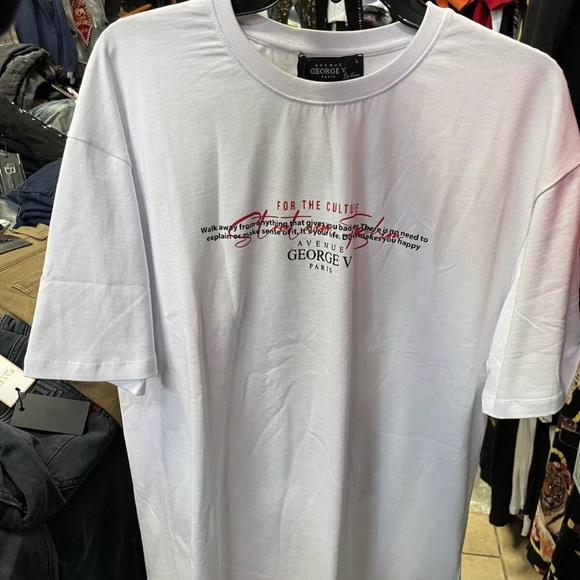 AVENUE
GEORGE V
PARIS
L
FOR THE CULTURE
Walk away from anything that gives you bad There is no need to
explain or make sense of it. It's your life. Do makes you happy
AVENUE
GEORGE V
PARIS